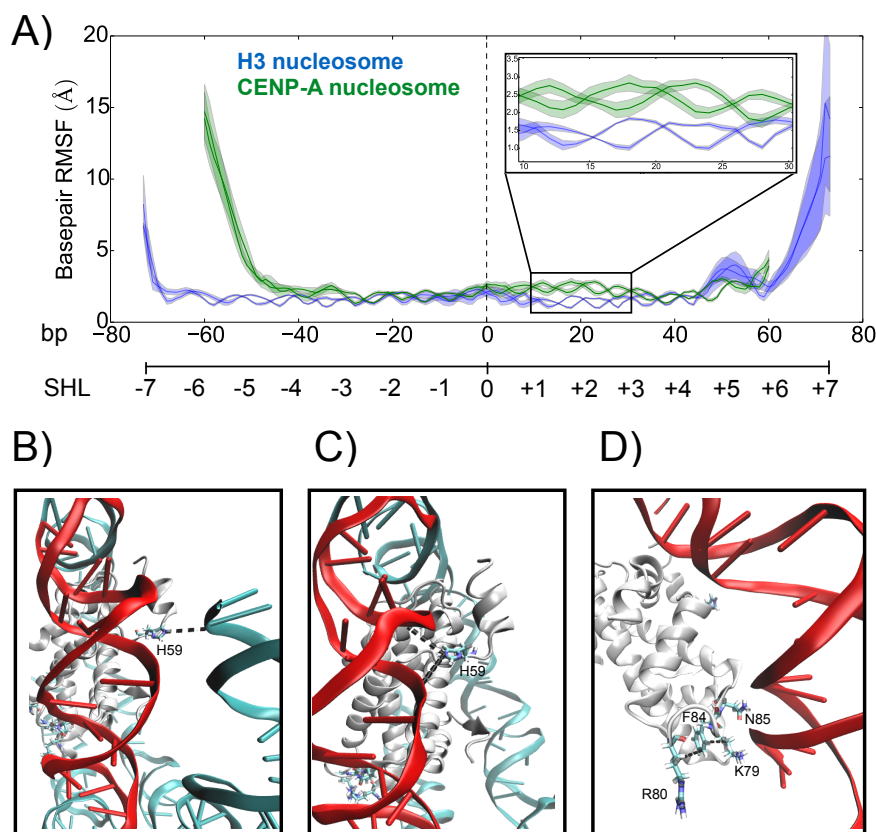 A)
Basepair RMSF (Å)
20
15
10
5
0
H3 nucleosome
CENP-A nucleosome
3.5
3.0
2.5
2.0
1.5
1.0
10 15 20 25 30
bp
−80 −60 −40 −20 0 20 40 60 80
SHL -7 -6 -5 -4 -3 -2 -1 0 +1 +2 +3 +4 +5 +6 +7
B)
C)
D)
H59
H59
F84
N85
K79
R80